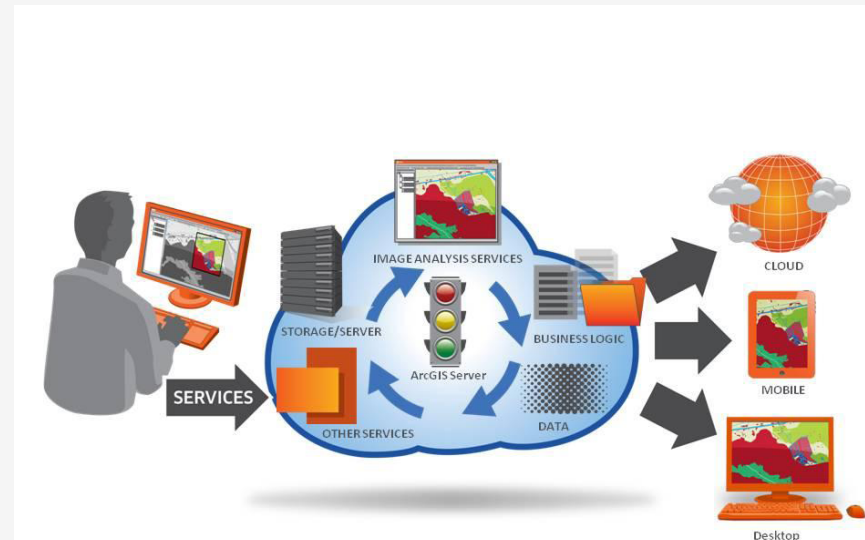 IMAGE ANALYSIS SERVICES
STORAGE/SERVER
ArcGIS Server
BUSINESS LOGIC
CLOUD
SERVICES
OTHER SERVICES
DATA
MOBILE
Desktop